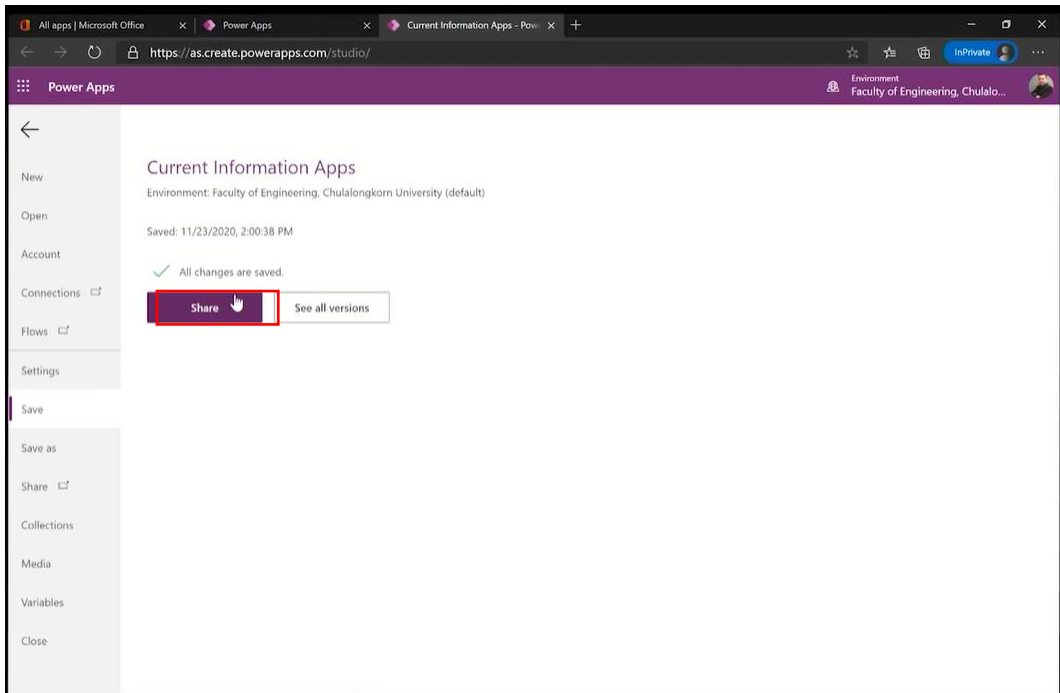 All apps | Microsoft Office
Power Apps
Current Information Apps - Pow
https://as.create.powerapps.com/studio/
InPrivate
Power Apps
Environment
Faculty of Engineering, Chulalo...
New
Open
Account
Connections
Flows
Settings
Save
Save as
Share
Collections
Media
Variables
Close
Current Information Apps
Environment: Faculty of Engineering, Chulalongkorn University (default)
Saved: 11/23/2020, 2:00:38 PM
All changes are saved.
Share
See all versions